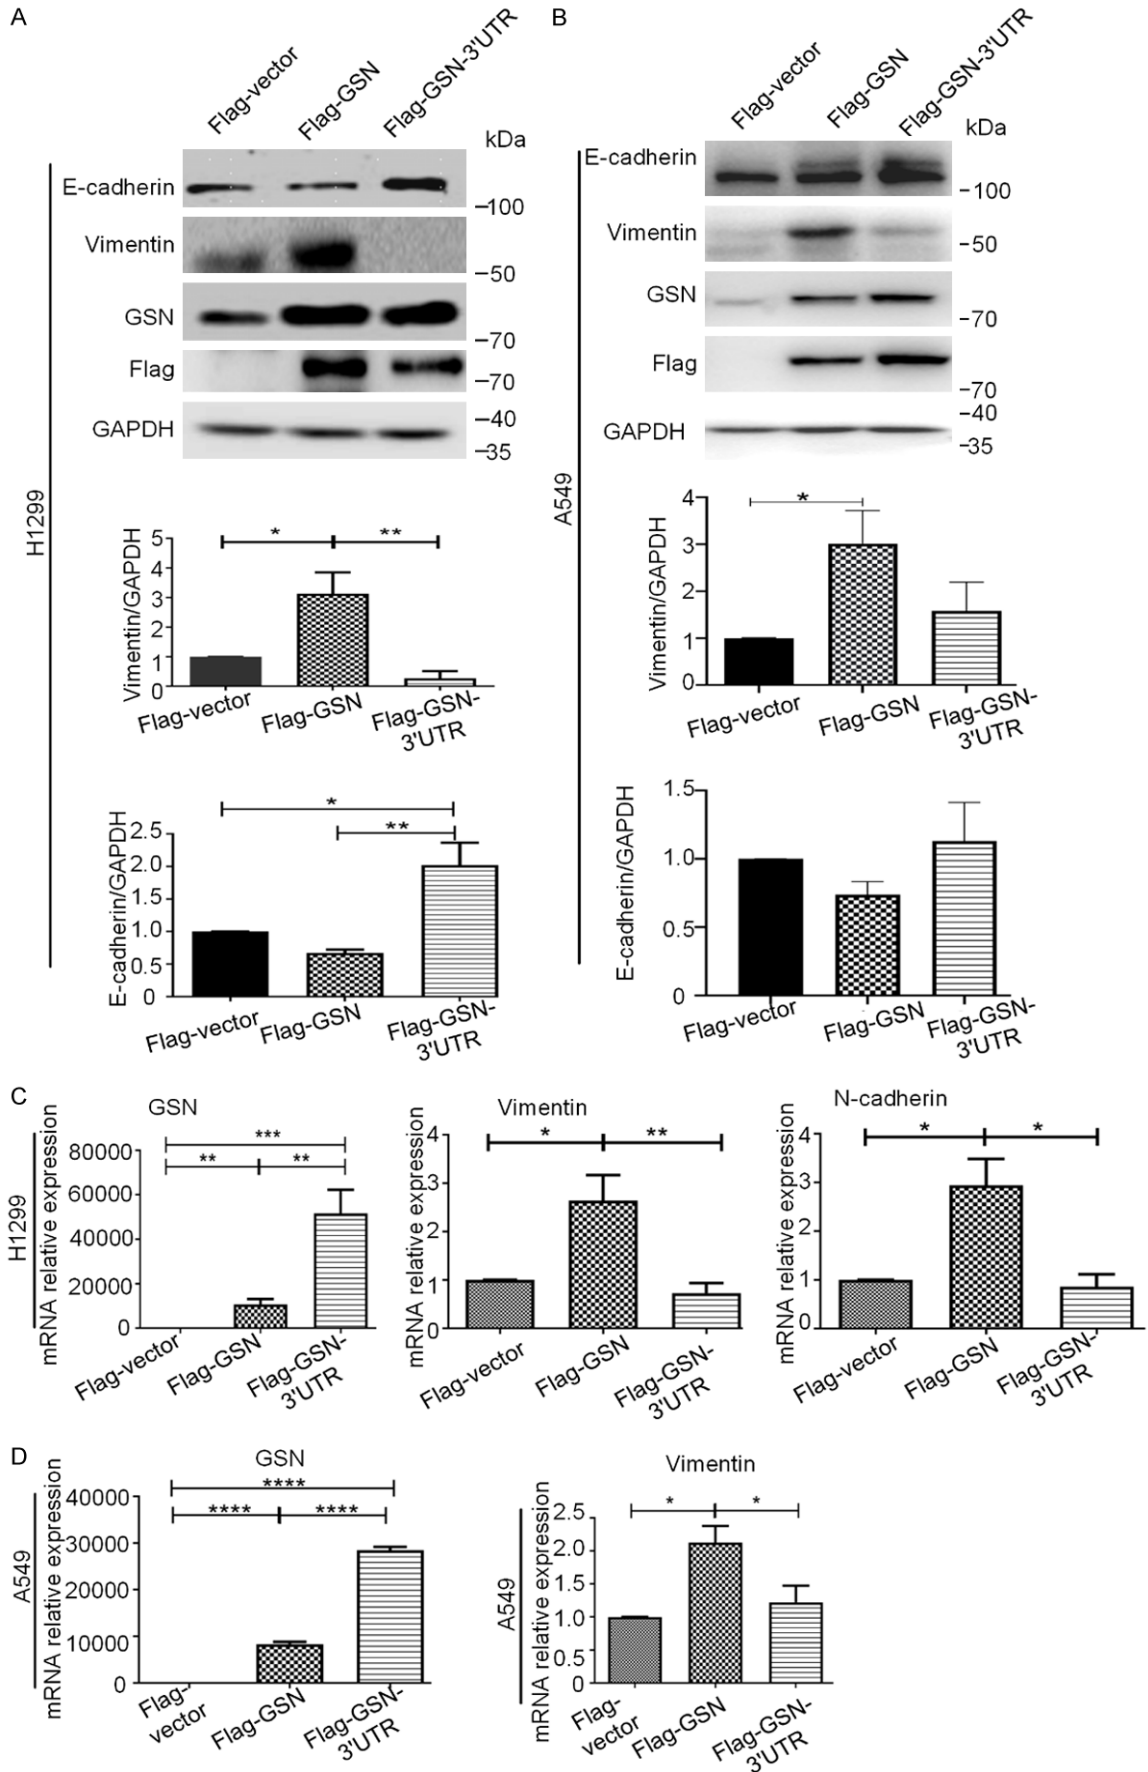 A
Flag-vector
Flag-GSN
Flag-GSN-3'UTR
kDa
E-cadherin
–100
Vimentin
–50
GSN
–70
Flag
–70
GAPDH
–40
–35
H1299
* **
Vimentin/GAPDH
5
4
3
2
1
0
Flag-vector
Flag-GSN
Flag-GSN-
3'UTR
*
**
E-cadherin/GAPDH
2.5
2.0
1.5
1.0
0.5
0
Flag-vector
Flag-GSN
Flag-GSN-
3'UTR
B
Flag-vector
Flag-GSN
Flag-GSN-3'UTR
kDa
E-cadherin
–100
Vimentin
–50
GSN
–70
Flag
–70
–40
GAPDH
–35
A549
*
Vimentin/GAPDH
4
3
2
1
0
Flag-vector
Flag-GSN
Flag-GSN-
3'UTR
E-cadherin/GAPDH
1.5
1.0
0.5
0
Flag-vector
Flag-GSN
Flag-GSN-
3'UTR
C
H1299
GSN
mRNA relative expression
***
** **
80000
60000
40000
20000
0
Flag-vector
Flag-GSN
Flag-GSN-
3'UTR
Vimentin
mRNA relative expression
* **
4
3
2
1
0
Flag-vector
Flag-GSN
Flag-GSN-
3'UTR
N-cadherin
mRNA relative expression
* *
4
3
2
1
0
Flag-vector
Flag-GSN
Flag-GSN-
3'UTR
D
A549
GSN
mRNA relative expression
****
**** ****
40000
30000
20000
10000
0
Flag-
vector
Flag-GSN
Flag-GSN-
3'UTR
A549
Vimentin
mRNA relative expression
* *
2.5
2.0
1.5
1.0
0.5
0
Flag-
vector
Flag-GSN
Flag-GSN-
3'UTR